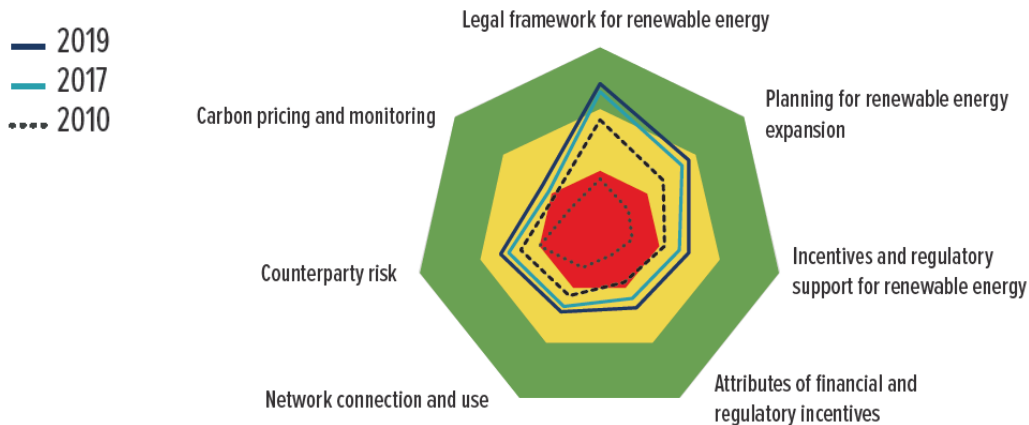 Legal framework for renewable energy
2019
2017
2010
Carbon pricing and monitoring
Planning for renewable energy
expansion
Counterparty risk
Incentives and regulatory
support for renewable energy
Network connection and use
Attributes of financial and
regulatory incentives